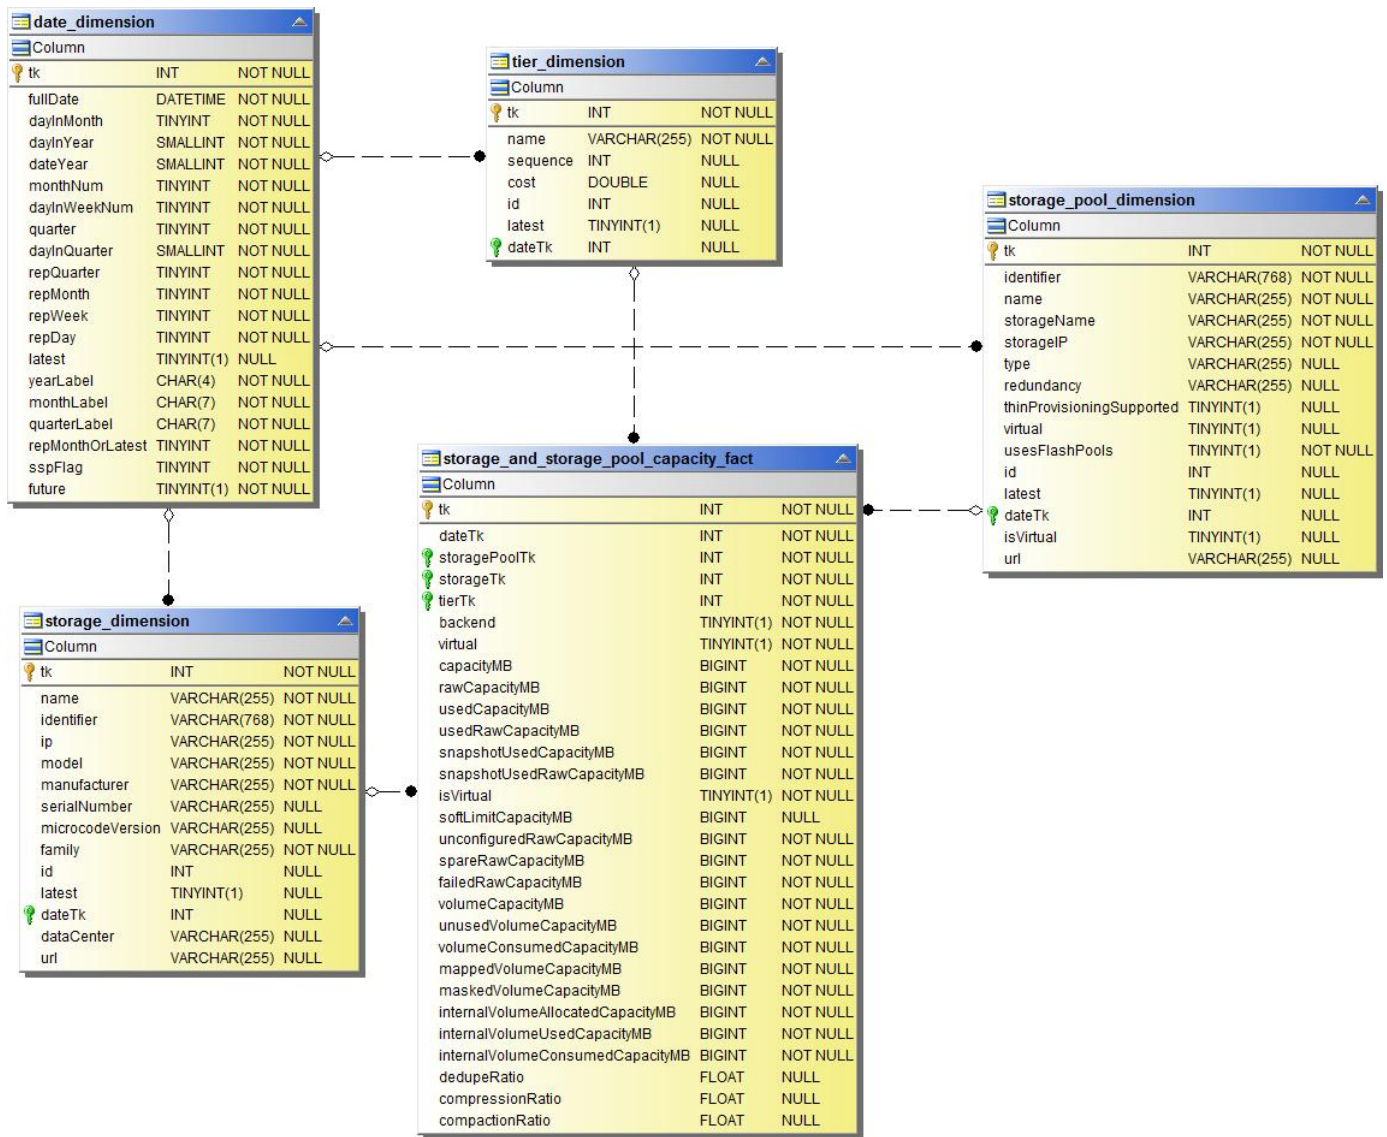 date_dimension
Column
tk INT NOT NULL
fullDate DATETIME NOT NULL
dayInMonth TINYINT NOT NULL
dayInYear SMALLINT NOT NULL
dateYear SMALLINT NOT NULL
monthNum TINYINT NOT NULL
dayInWeekNum TINYINT NOT NULL
quarter TINYINT NOT NULL
dayInQuarter SMALLINT NOT NULL
repQuarter TINYINT NOT NULL
repMonth TINYINT NOT NULL
repWeek TINYINT NOT NULL
repDay TINYINT NOT NULL
latest TINYINT(1) NULL
yearLabel CHAR(4) NOT NULL
monthLabel CHAR(7) NOT NULL
quarterLabel CHAR(7) NOT NULL
repMonthOrLatest TINYINT NOT NULL
sspFlag TINYINT NOT NULL
future TINYINT(1) NOT NULL
tier_dimension
Column
tk INT NOT NULL
name VARCHAR(255) NOT NULL
sequence INT NULL
cost DOUBLE NULL
id INT NULL
latest TINYINT(1) NULL
dateTk INT NULL
storage_pool_dimension
Column
tk INT NOT NULL
identifier VARCHAR(768) NOT NULL
name VARCHAR(255) NOT NULL
storageName VARCHAR(255) NOT NULL
storageIP VARCHAR(255) NOT NULL
type VARCHAR(255) NULL
redundancy VARCHAR(255) NULL
thinProvisioningSupported TINYINT(1) NULL
virtual TINYINT(1) NULL
usesFlashPools TINYINT(1) NOT NULL
id INT NULL
latest TINYINT(1) NULL
dateTk INT NULL
isVirtual TINYINT(1) NULL
url VARCHAR(255) NULL
storage_and_storage_pool_capacity_fact
Column
tk INT NOT NULL
dateTk INT NOT NULL
storagePoolTk INT NOT NULL
storageTk INT NOT NULL
tierTk INT NOT NULL
backend TINYINT(1) NOT NULL
virtual TINYINT(1) NOT NULL
capacityMB BIGINT NOT NULL
rawCapacityMB BIGINT NOT NULL
usedCapacityMB BIGINT NOT NULL
usedRawCapacityMB BIGINT NOT NULL
snapshotUsedCapacityMB BIGINT NOT NULL
snapshotUsedRawCapacityMB BIGINT NOT NULL
isVirtual TINYINT(1) NOT NULL
softLimitCapacityMB BIGINT NULL
unconfiguredRawCapacityMB BIGINT NOT NULL
spareRawCapacityMB BIGINT NOT NULL
failedRawCapacityMB BIGINT NOT NULL
volumeCapacityMB BIGINT NOT NULL
unusedVolumeCapacityMB BIGINT NOT NULL
volumeConsumedCapacityMB BIGINT NOT NULL
mappedVolumeCapacityMB BIGINT NOT NULL
maskedVolumeCapacityMB BIGINT NOT NULL
internalVolumeAllocatedCapacityMB BIGINT NOT NULL
internalVolumeUsedCapacityMB BIGINT NOT NULL
internalVolumeConsumedCapacityMB BIGINT NOT NULL
dedupeRatio FLOAT NULL
compressionRatio FLOAT NULL
compactionRatio FLOAT NULL
storage_dimension
Column
tk INT NOT NULL
name VARCHAR(255) NOT NULL
identifier VARCHAR(768) NOT NULL
ip VARCHAR(255) NOT NULL
model VARCHAR(255) NOT NULL
manufacturer VARCHAR(255) NOT NULL
serialNumber VARCHAR(255) NULL
microcodeVersion VARCHAR(255) NULL
family VARCHAR(255) NOT NULL
id INT NULL
latest TINYINT(1) NULL
dateTk INT NULL
dataCenter VARCHAR(255) NULL
url VARCHAR(255) NULL